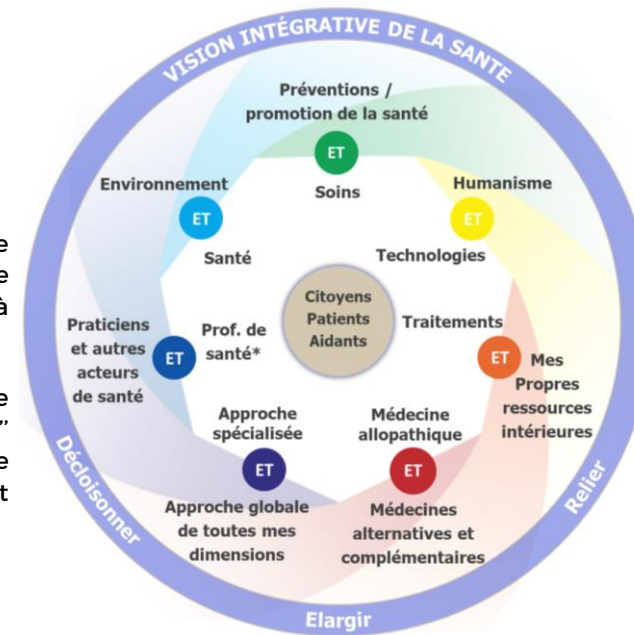 VISION INTÉGRATIVE DE LA SANTE
Préventions /
promotion de la santé
ET
Soins
Environnement
ET
Santé
Humanisme
ET
Technologies
Citoyens
Patients
Aidants
Praticiens
et autres
acteurs
de santé
ET
Prof. de
santé*
Traitements
ET
Mes
Propres
ressources
intérieures
Approche
spécialisée
ET
Approche globale
de toutes mes
dimensions
Médecine
allopathique
ET
Médecines
alternatives et
complémentaires
Décloisonner
Elargir
Relier
e
e
à
e
”
e
t